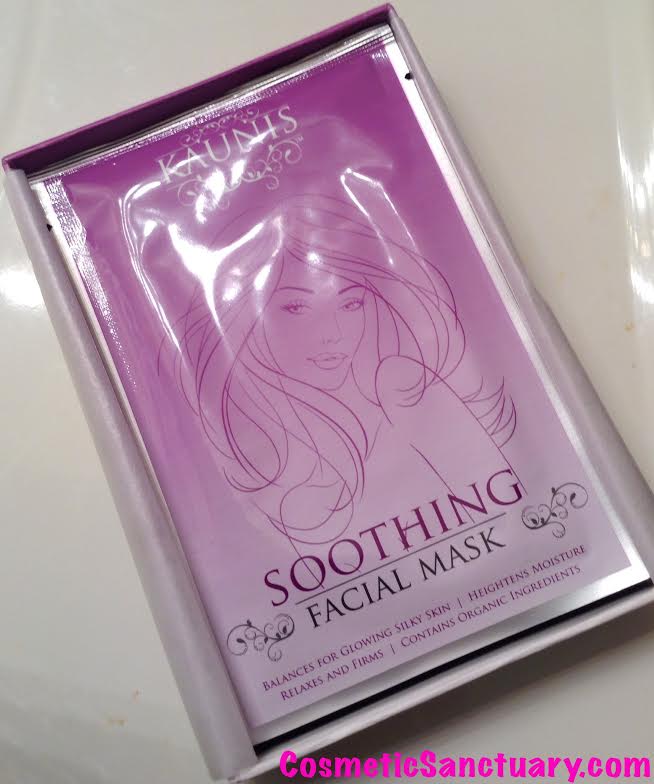 KAUNIS
SOOTHING
FACIAL MASK
BALANCES FOR GLOWING SILKY SKIN | HEIGHTENS MOISTURE
RELAXES AND FIRMS | CONTAINS ORGANIC INGREDIENTS
CosmeticSanctuary.com